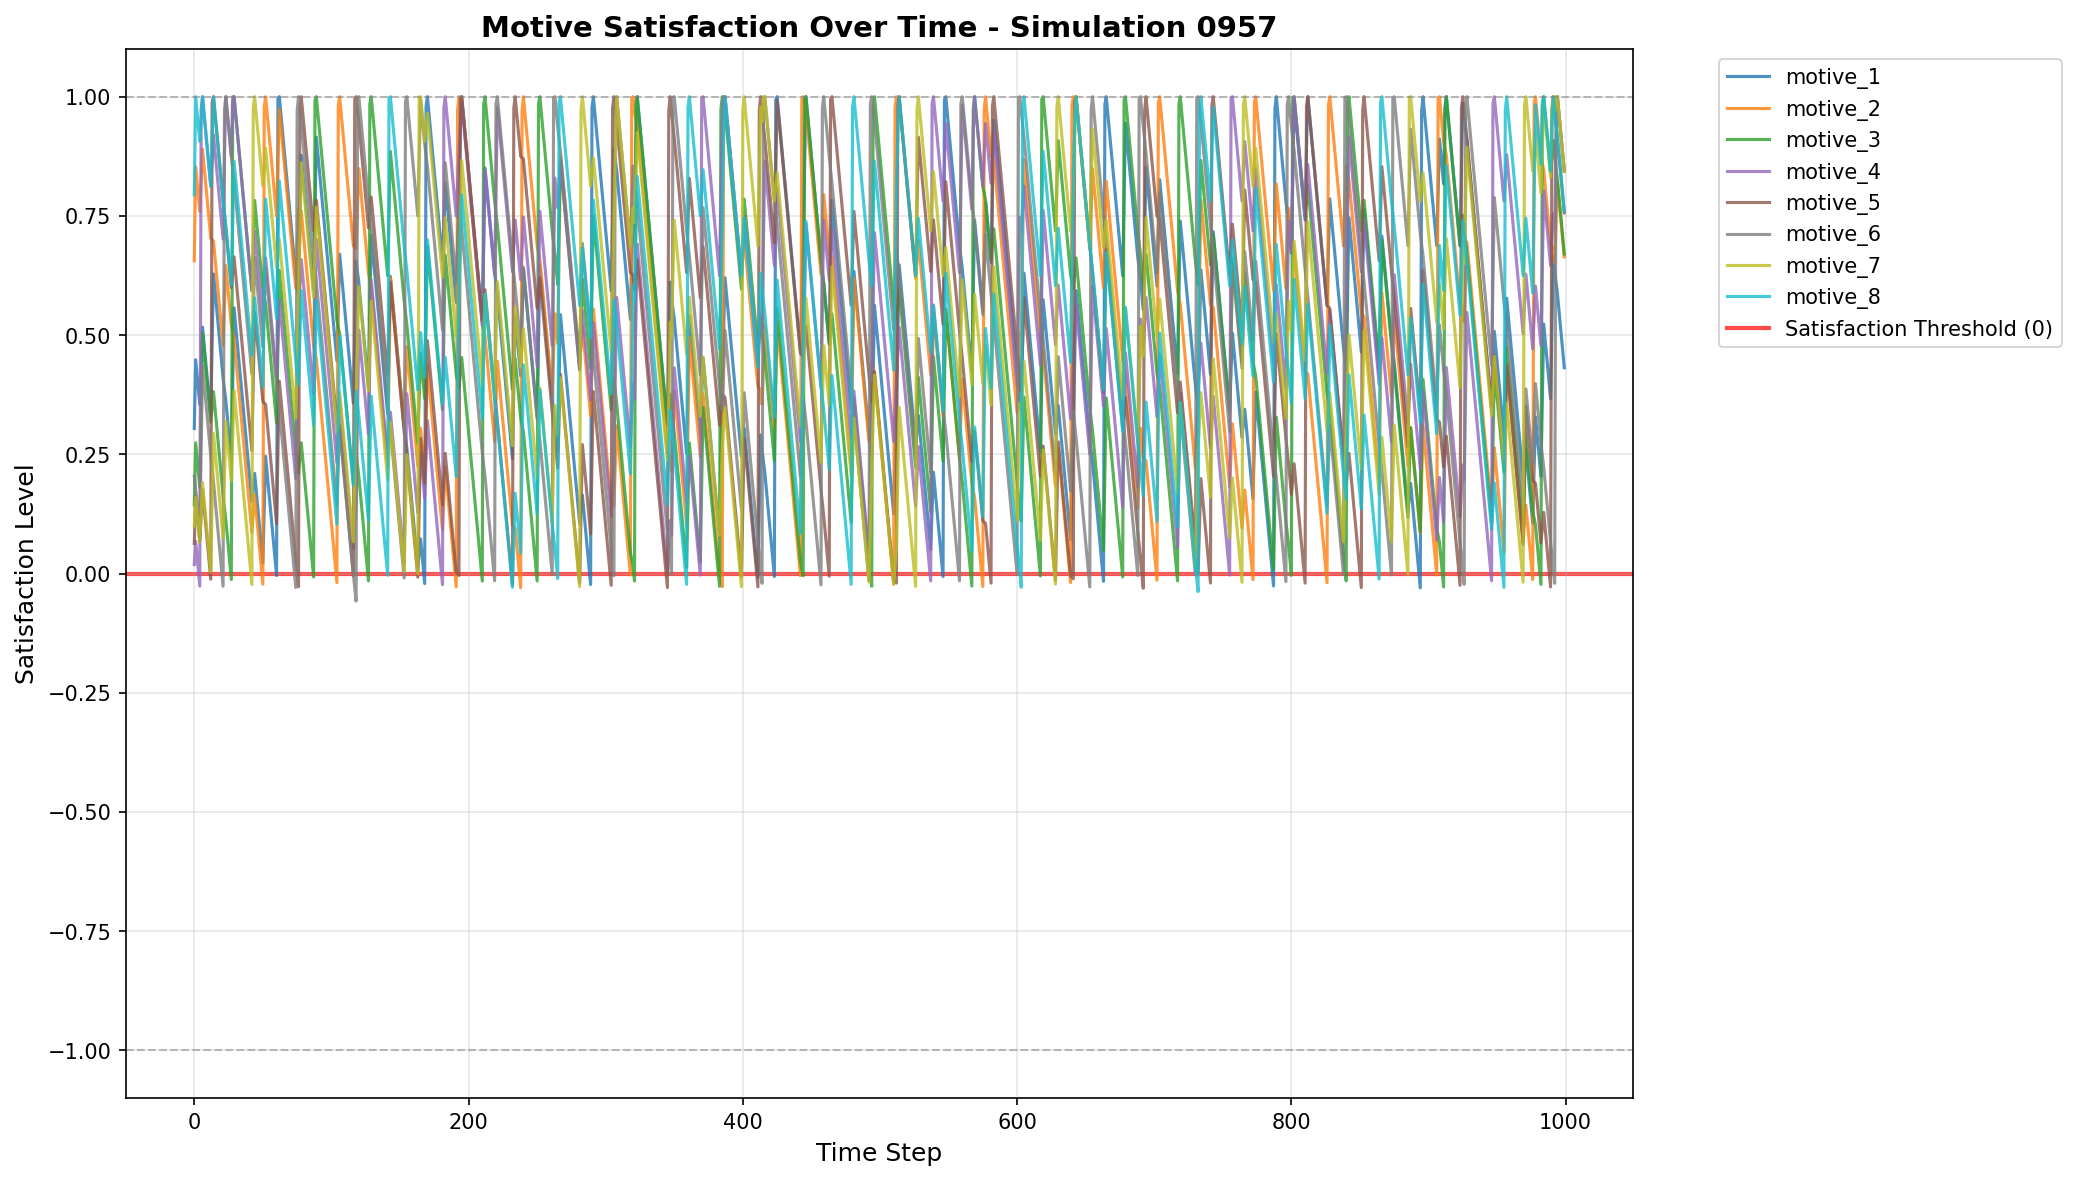 Motive Satisfaction Over Time - Simulation 0957
1.00
0.75
0.50
0.25
0.00
−0.25
−0.50
−0.75
−1.00
Satisfaction Level
0
200
400
600
800
1000
Time Step
motive_1
motive_2
motive_3
motive_4
motive_5
motive_6
motive_7
motive_8
Satisfaction Threshold (0)